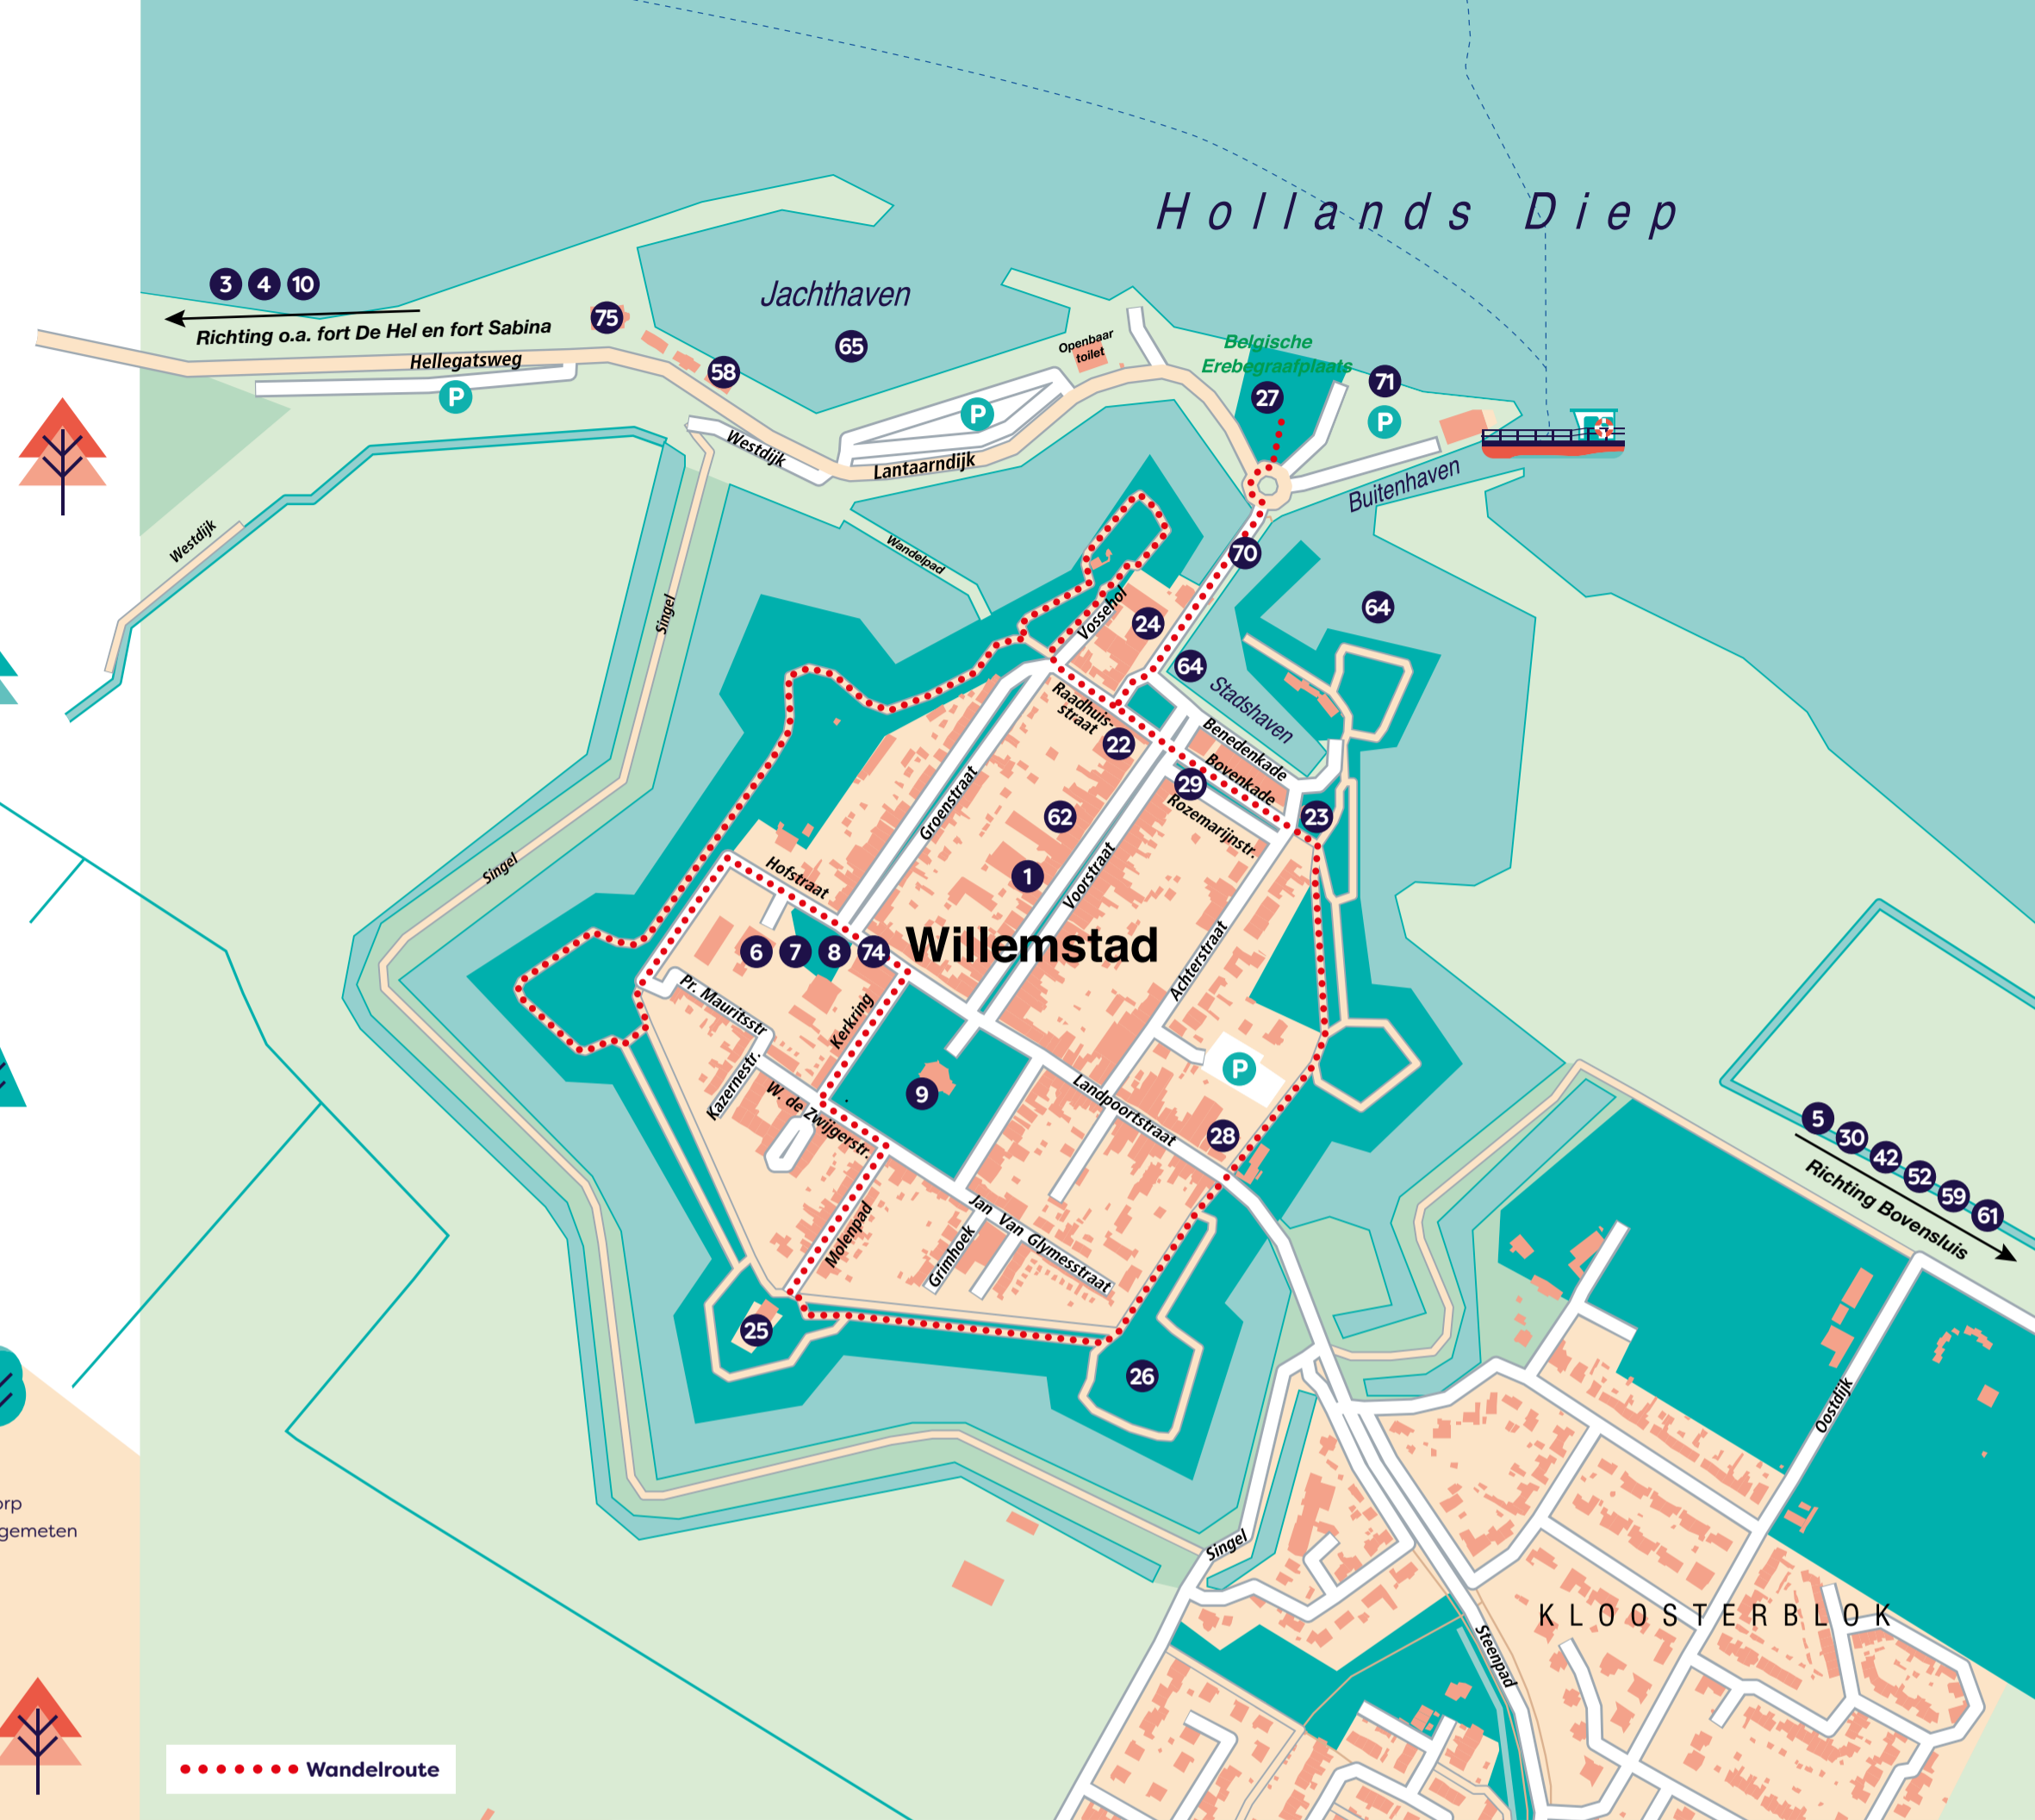 Hollands Diep
3 4 10
Richting o.a. fort De Hel en fort Sabina
Hellegatsweg
P
75
58
Jachthaven
65
Openbaar
toilet
Belgische
Erebegraafplaats
27
71
P
P
Westdijk
Lantaarndijk
Buitenhaven
Westdijk
Wandelpad
70
Singel
Vossehol
24
64
64
Stadshaven
Raadhuis-
straat
22
Benedenkade
Bovenkade
29
Rozemarijnstr.
23
Groenstraat
62
1
Voorstraat
Singel
Hofstraat
Willemstad
6 7 8 74
Achterstraat
Pr. Mauritsstr
Kerkring
Kazernestr.
W. de Zwijgerstr.
9
P
Landpoortstraat
28
5 30 42 52 59 61
Richting Bovensluis
Molenpad
Jan Van Glymesstraat
Grimhoek
25
26
Oostdijk
Singel
KLOOSTERBLOK
Steenpad
orp
gemeten
Wandelroute